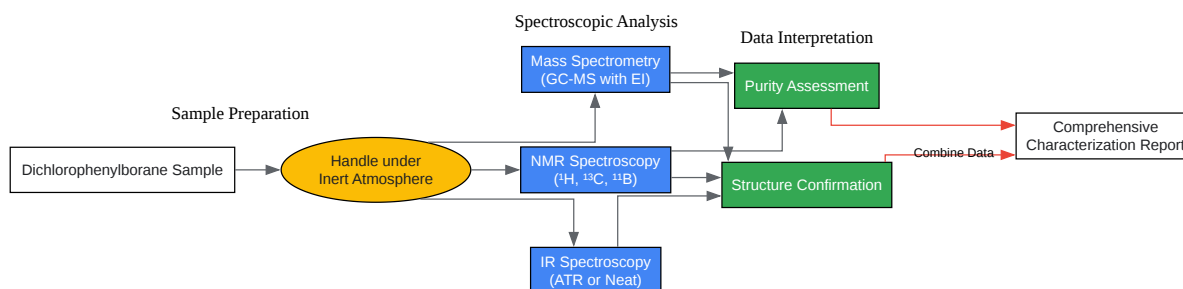 Spectroscopic Analysis
Data Interpretation
Sample Preparation
Mass Spectrometry
(GC-MS with EI)
Purity Assessment
Comprehensive
Characterization Report
Dichlorophenylborane Sample
Handle under
Inert Atmosphere
NMR Spectroscopy
(¹H, ¹³C, ¹¹B)
Structure Confirmation
Combine Data
IR Spectroscopy
(ATR or Neat)